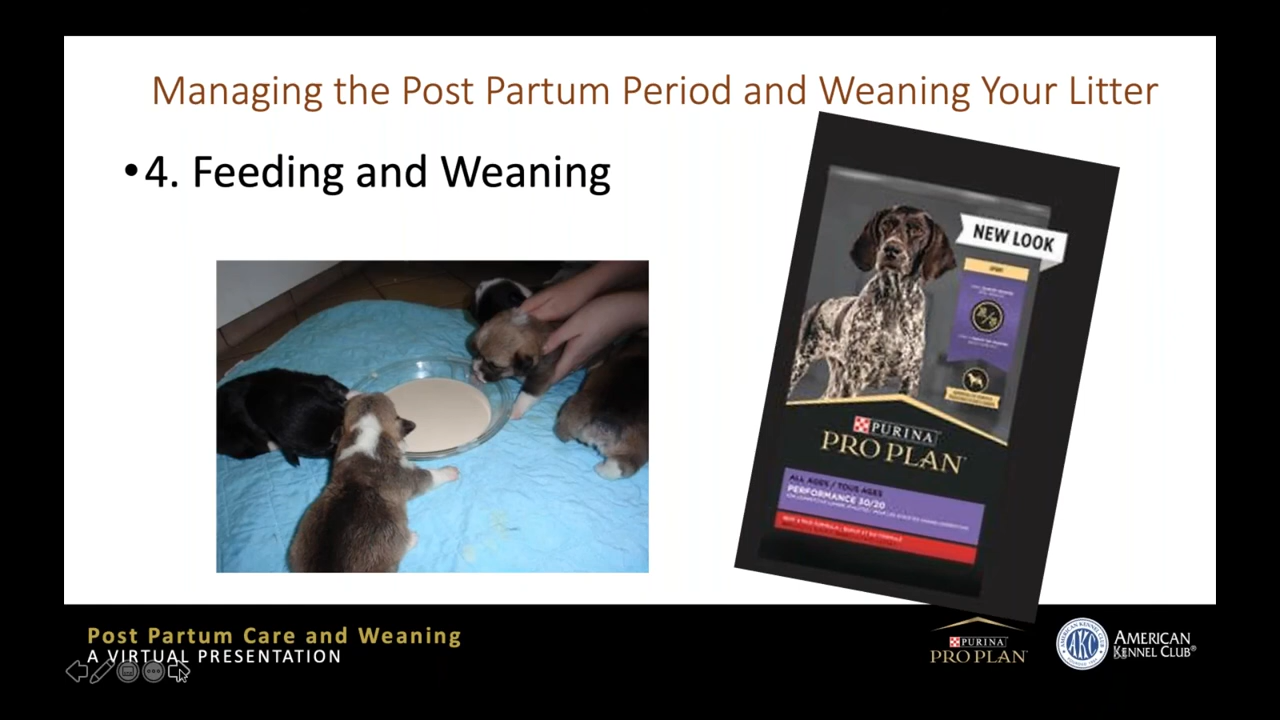 Managing the Post Partum Period and Weaning Your Litter
•4. Feeding and Weaning
NEW LOOK
SPORT
PURINA
PRO PLAN
ALL AGES / TOUS AGES
PERFORMANCE 30/20
Post Partum Care and Weaning
A VIRTUAL PRESENTATION
PURINA
PRO PLAN
AKC
AMERICAN
KENNEL CLUB®